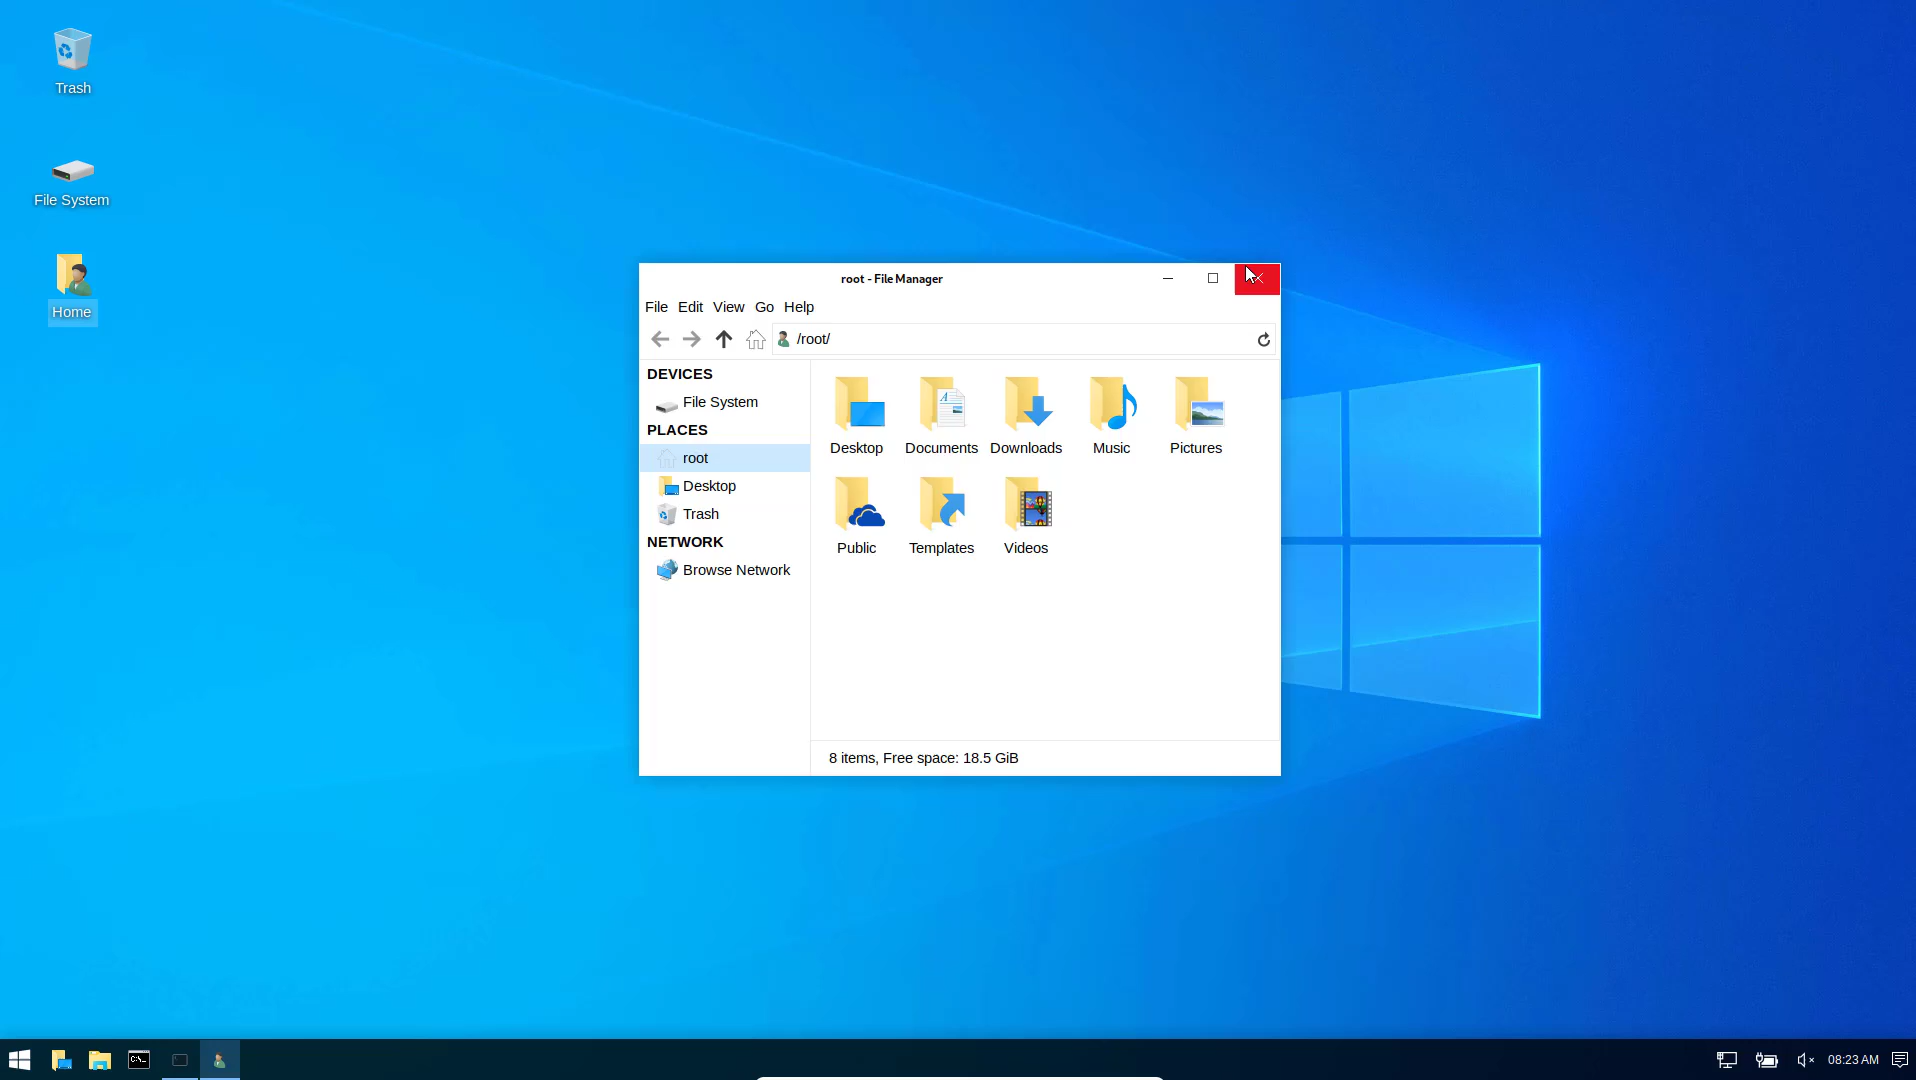 Trash
File System
Home
root - File Manager
File Edit View Go Help
/root/
DEVICES
File System
PLACES
root
Desktop
Trash
NETWORK
Browse Network
Desktop Documents Downloads Music Pictures
Public Templates Videos
8 items, Free space: 18.5 GiB
C:\_
08:23 AM